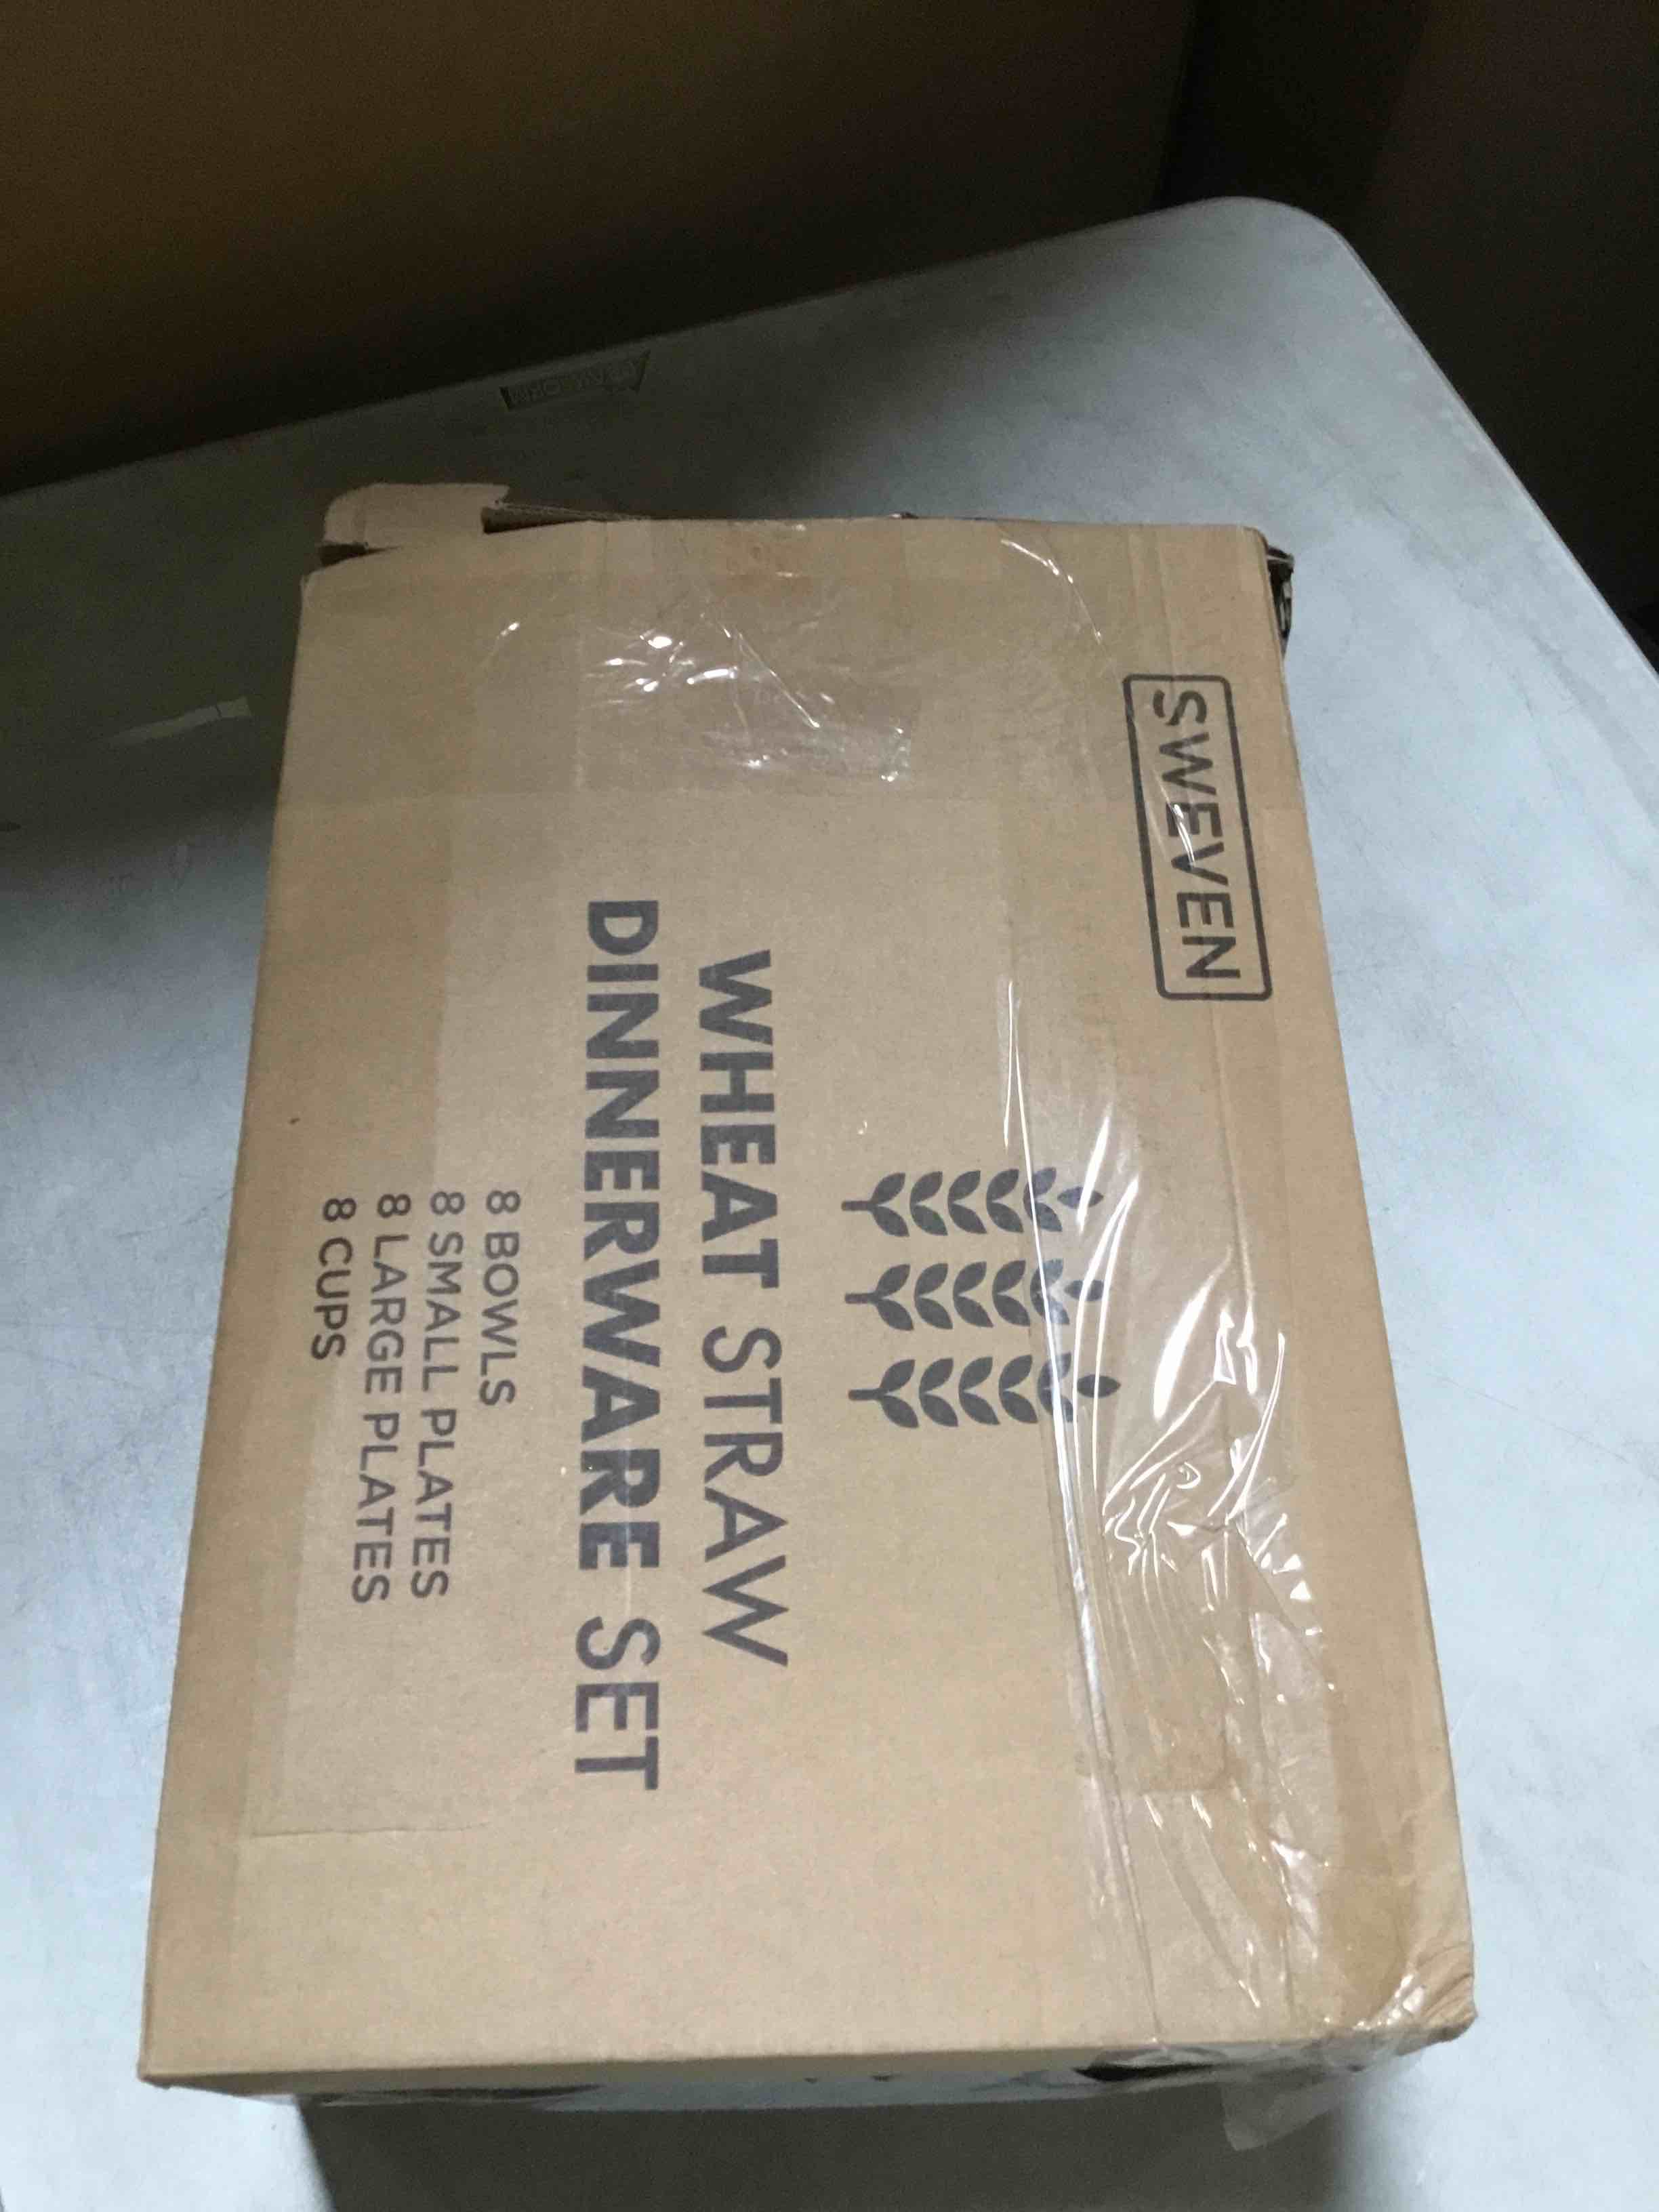 SWEVEN
WHEAT STRAW
DINNERWARE SET
8 BOWLS
8 SMALL PLATES
8 LARGE PLATES
8 CUPS